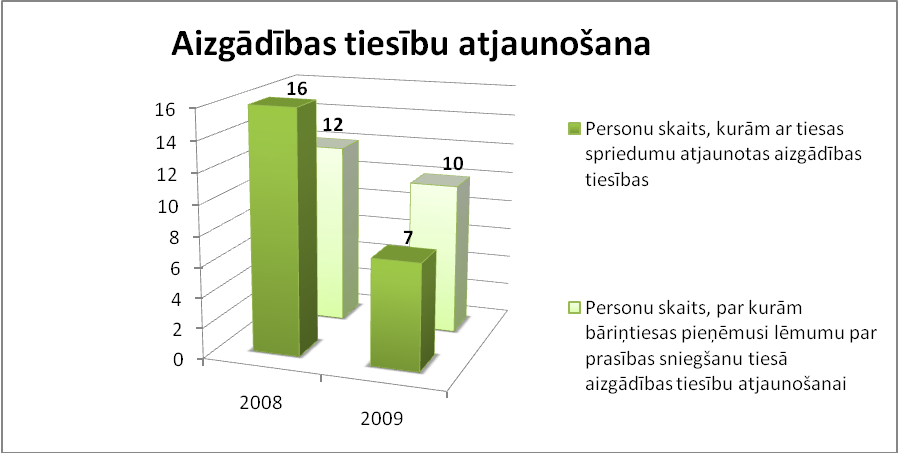 Aizgādības tiesību atjaunošana
16
14
12
10
8
6
4
2
0
16
12
7
10
2008
2009
Personu skaits, kurām ar tiesas
spriedumu atjaunotas aizgādības
tiesības
Personu skaits, par kurām
bāriņtiesas pieņēmusi lēmumu par
prasības sniegšanu tiesā
aizgādības tiesību atjaunošanai